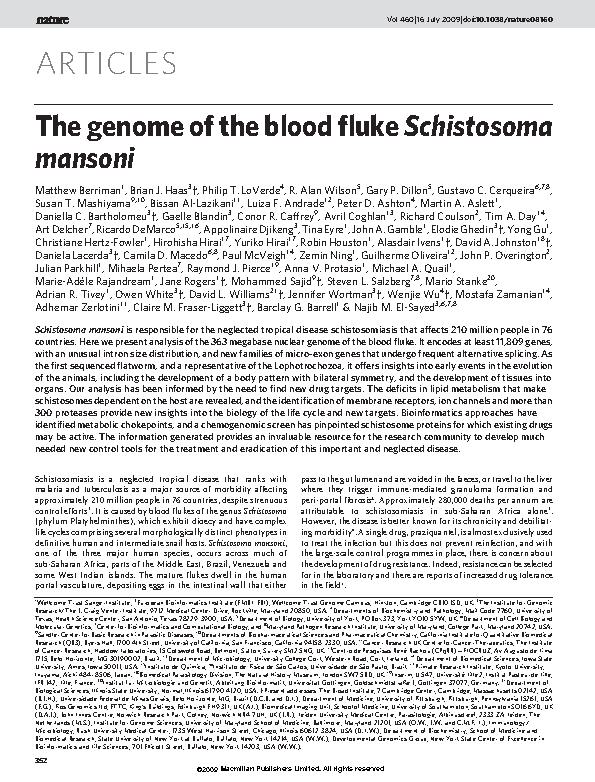 nature
Vol 460|16 July 2009|doi:10.1038/nature08160
ARTICLES
The genome of the blood fluke Schistosoma
mansoni
Matthew Berriman1, Brian J. Haas3†, Philip T. LoVerde4, R. Alan Wilson5, Gary P. Dillon5, Gustavo C. Cerqueira6,7,8,
Susan T. Mashiyama9,10, Bissan Al-Lazikani11, Luiza F. Andrade12, Peter D. Ashton4, Martin A. Aslett1,
Daniella C. Bartholomeu3†, Gaelle Blandin3, Conor R. Caffrey9, Avril Coghlan13, Richard Coulson2, Tim A. Day14,
Art Delcher7, Ricardo DeMarco5,15,16, Appolinaire Djikeng3, Tina Eyre1, John A. Gamble1, Elodie Ghedin3†, Yong Gu1,
Christiane Hertz-Fowler1, Hirohisha Hirai17, Yuriko Hirai17, Robin Houston1, Alasdair Ivens1†, David A. Johnston18†,
Daniela Lacerda3†, Camila D. Macedo6,8, Paul McVeigh14, Zemin Ning1, Guilherme Oliveira12, John P. Overington2,
Julian Parkhill1, Mihaela Pertea7, Raymond J. Pierce19, Anna V. Protasio1, Michael A. Quail1,
Marie-Adèle Rajandream1, Jane Rogers1†, Mohammed Sajid9†, Steven L. Salzberg7,8, Mario Stanke20,
Adrian R. Tivey1, Owen White3†, David L. Williams21†, Jennifer Wortman3†, Wenjie Wu4†, Mostafa Zamanian14,
Adhemar Zerlotini11, Claire M. Fraser-Liggett3†, Barclay G. Barrell1 & Najib M. El-Sayed3,6,7,8
Schistosoma mansoni is responsible for the neglected tropical disease schistosomiasis that affects 210 million people in 76
countries. Here we present analysis of the 363 megabase nuclear genome of the blood fluke. It encodes at least 11,809 genes,
with an unusual intron size distribution, and new families of micro-exon genes that undergo frequent alternative splicing. As
the first sequenced flatworm, and a representative of the Lophotrochozoa, it offers insights into early events in the evolution
of the animals, including the development of a body pattern with bilateral symmetry, and the development of tissues into
organs. Our analysis has been informed by the need to find new drug targets. The deficits in lipid metabolism that make
schistosomes dependent on the host are revealed, and the identification of membrane receptors, ion channels and more than
300 proteases provide new insights into the biology of the life cycle and new targets. Bioinformatics approaches have
identified metabolic chokepoints, and a chemogenomic screen has pinpointed schistosome proteins for which existing drugs
may be active. The information generated provides an invaluable resource for the research community to develop much
needed new control tools for the treatment and eradication of this important and neglected disease.
Schistosomiasis is a neglected tropical disease that ranks with
malaria and tuberculosis as a major source of morbidity affecting
approximately 210 million people in 76 countries, despite strenuous
control efforts1. It is caused by blood flukes of the genus Schistosoma
(phylum Platyhelminthes), which exhibit dioecy and have complex
life cycles comprising several morphologically distinct phenotypes in
definitive human and intermediate snail hosts. Schistosoma mansoni,
one of the three major human species, occurs across much of
sub-Saharan Africa, parts of the Middle East, Brazil, Venezuela and
some West Indian islands. The mature flukes dwell in the human
portal vasculature, depositing eggs in the intestinal wall that either
pass to the gut lumen and are voided in the faeces, or travel to the liver
where they trigger immune-mediated granuloma formation and
peri-portal fibrosis2. Approximately 280,000 deaths per annum are
attributable to schistosomiasis in sub-Saharan Africa alone3.
However, the disease is better known for its chronicity and debilitat-
ing morbidity4. A single drug, praziquantel, is almost exclusively used
to treat the infection but this does not prevent reinfection, and with
the large-scale control programmes in place, there is concern about
the development of drug resistance. Indeed, resistance can be selected
for in the laboratory and there are reports of increased drug tolerance
in the field5.
352
©2009 Macmillan Publishers Limited. All rights reserved